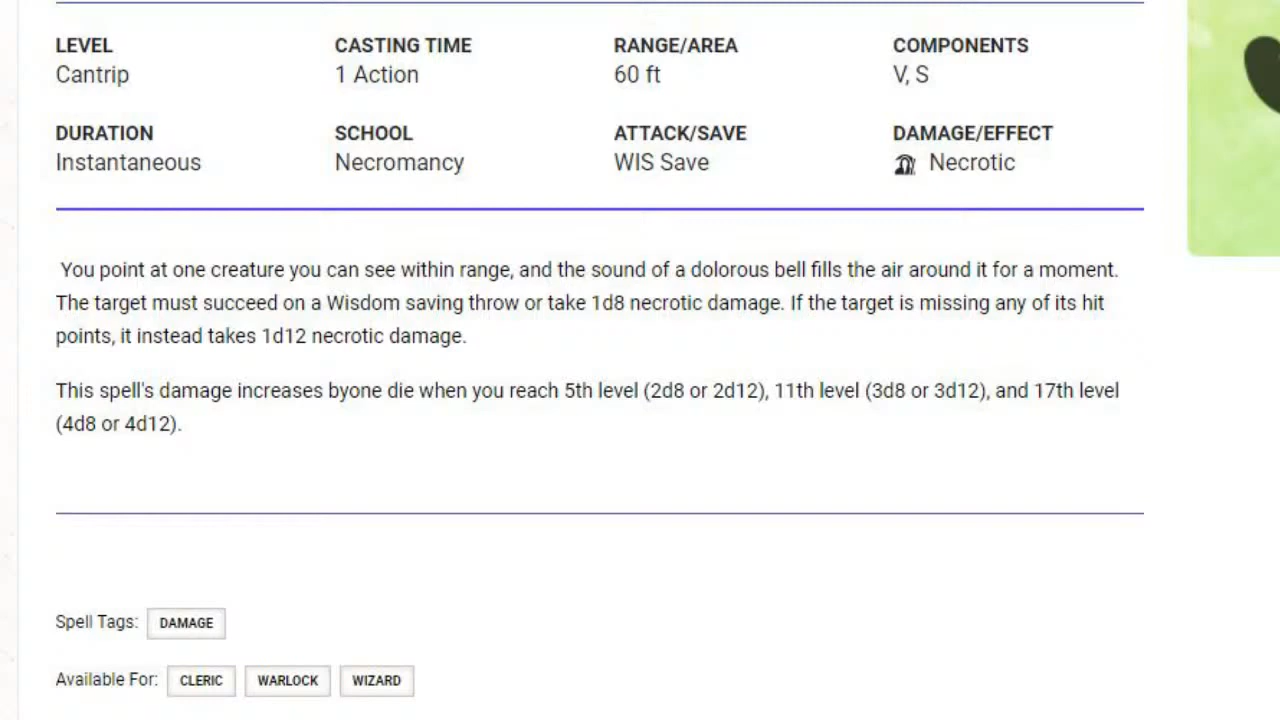 LEVEL CASTING TIME RANGE/AREA COMPONENTS
Cantrip 1 Action 60 ft V, S
DURATION SCHOOL ATTACK/SAVE DAMAGE/EFFECT
Instantaneous Necromancy WIS Save Necrotic
You point at one creature you can see within range, and the sound of a dolorous bell fills the air around it for a moment.
The target must succeed on a Wisdom saving throw or take 1d8 necrotic damage. If the target is missing any of its hit
points, it instead takes 1d12 necrotic damage.
This spell's damage increases byone die when you reach 5th level (2d8 or 2d12), 11th level (3d8 or 3d12), and 17th level
(4d8 or 4d12).
Spell Tags: DAMAGE
Available For: CLERIC WARLOCK WIZARD